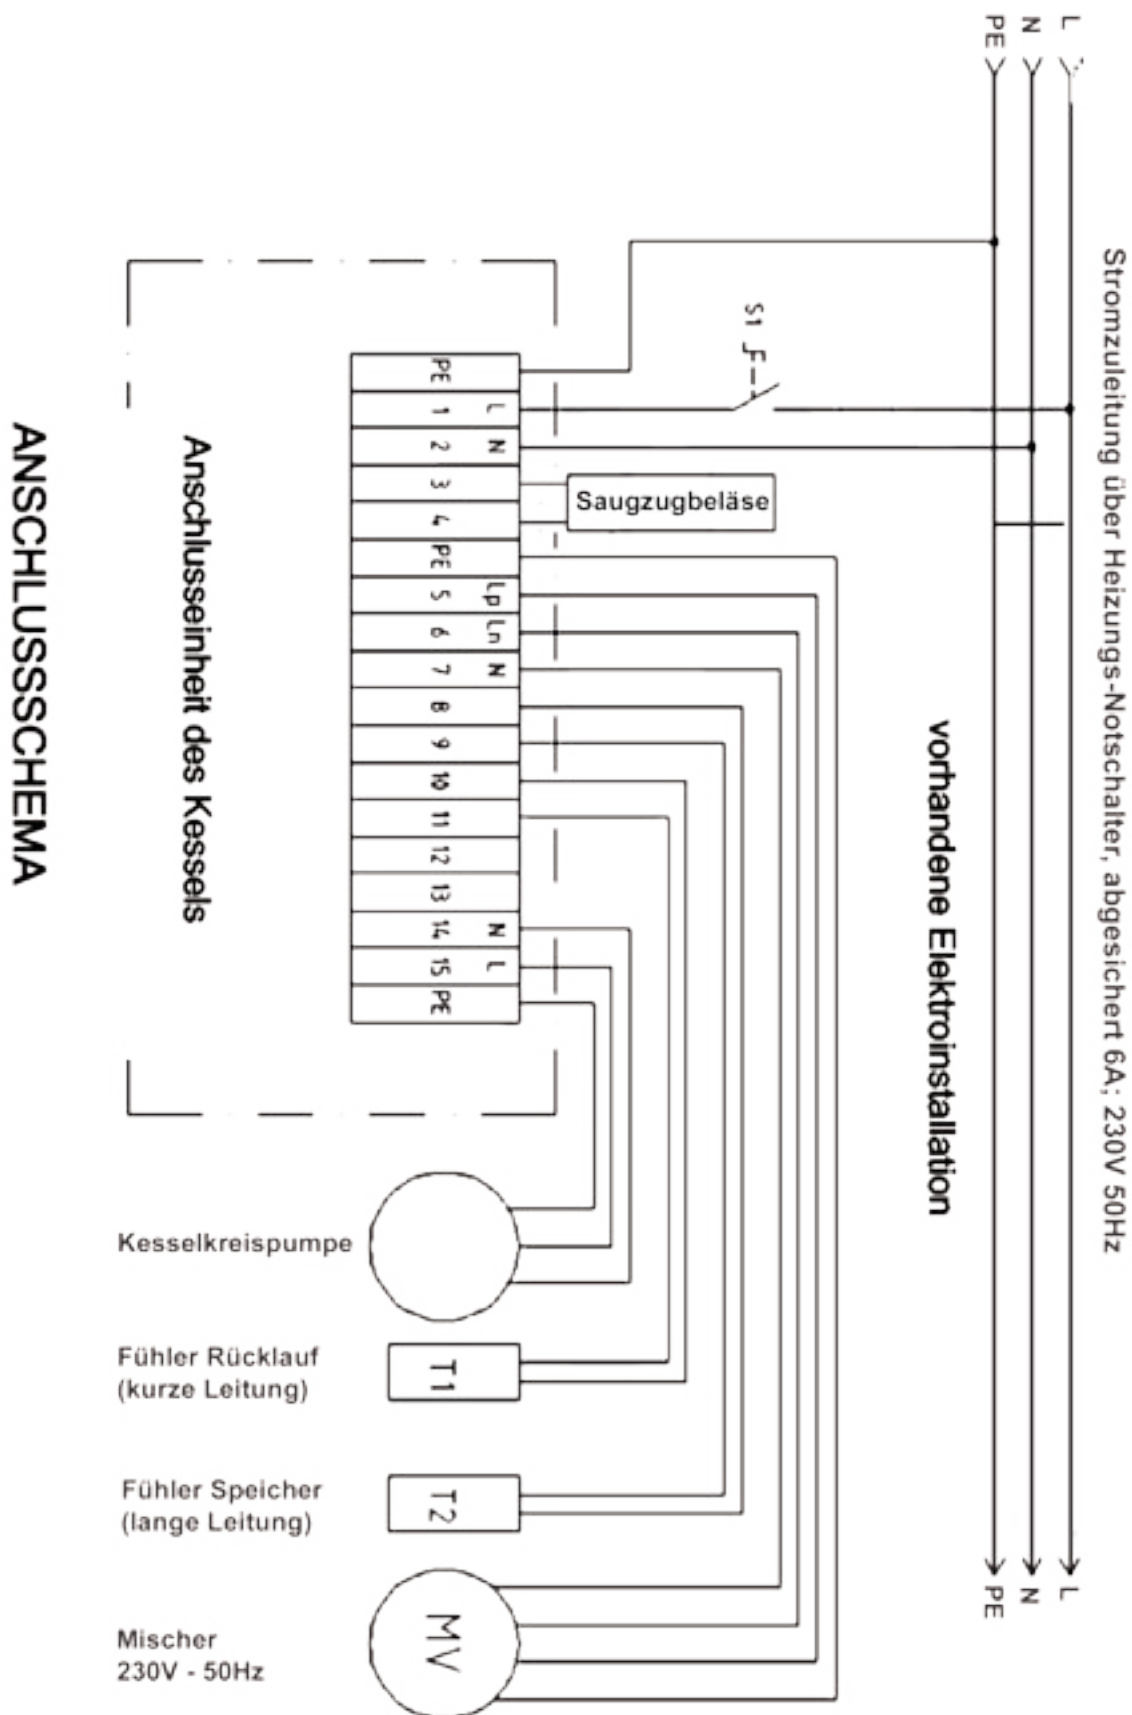 L
N
PE
Stromzuleitung über Heizungs-Notschalter, abgesichert 6A; 230V 50Hz
vorhandene Elektroinstallation
S1
Saugzugbeläse
PE
1 L
2 N
3
4
PE
5 Lp
6 Ln
7 N
8
9
10
11
12
13
14 N
15 L
PE
Anschlusseinheit des Kessels
ANSCHLUSSSCHEMA
Kesselkreispumpe
Fühler Rücklauf
(kurze Leitung)
T1
Fühler Speicher
(lange Leitung)
T2
Mischer
230V - 50Hz
MV
L
N
PE